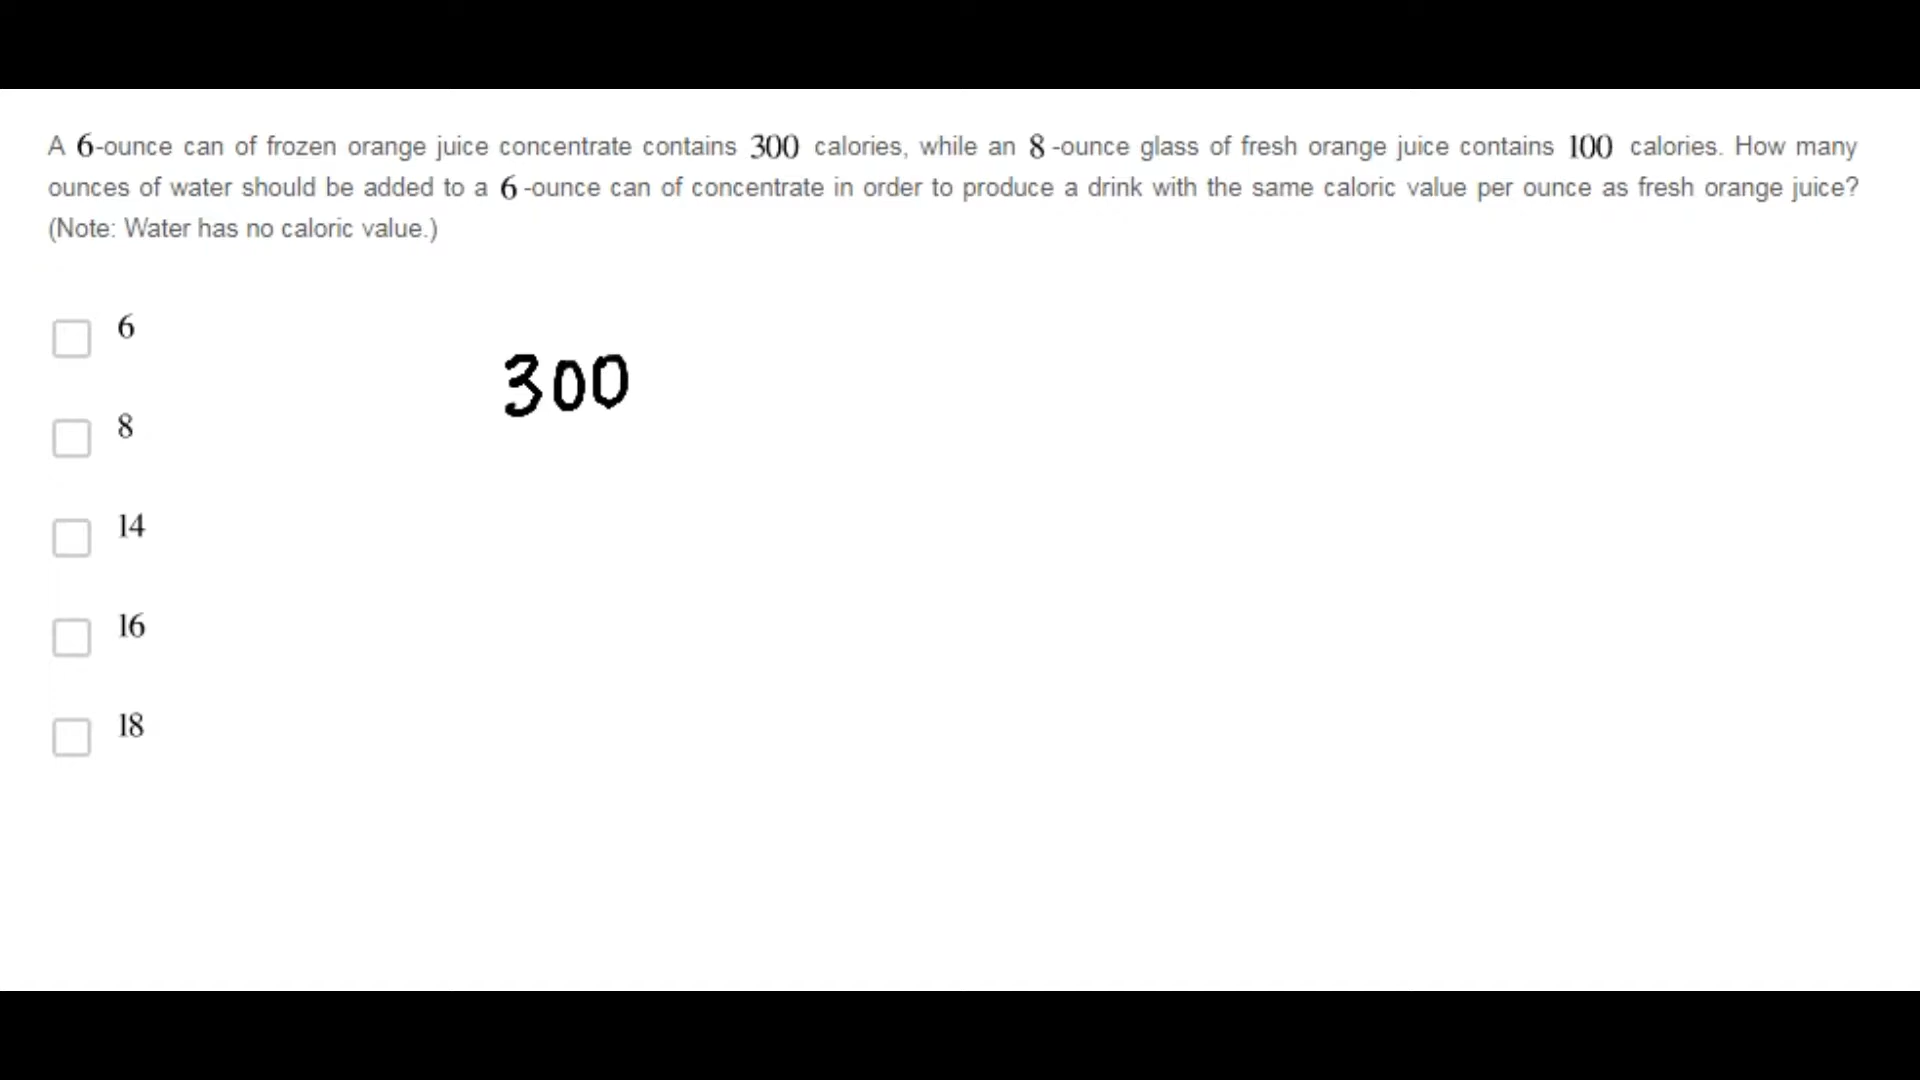 A 6-ounce can of frozen orange juice concentrate contains 300 calories, while an 8 -ounce glass of fresh orange juice contains 100 calories. How many
ounces of water should be added to a 6 -ounce can of concentrate in order to produce a drink with the same caloric value per ounce as fresh orange juice?
(Note: Water has no caloric value.)
6
300
8
14
16
18